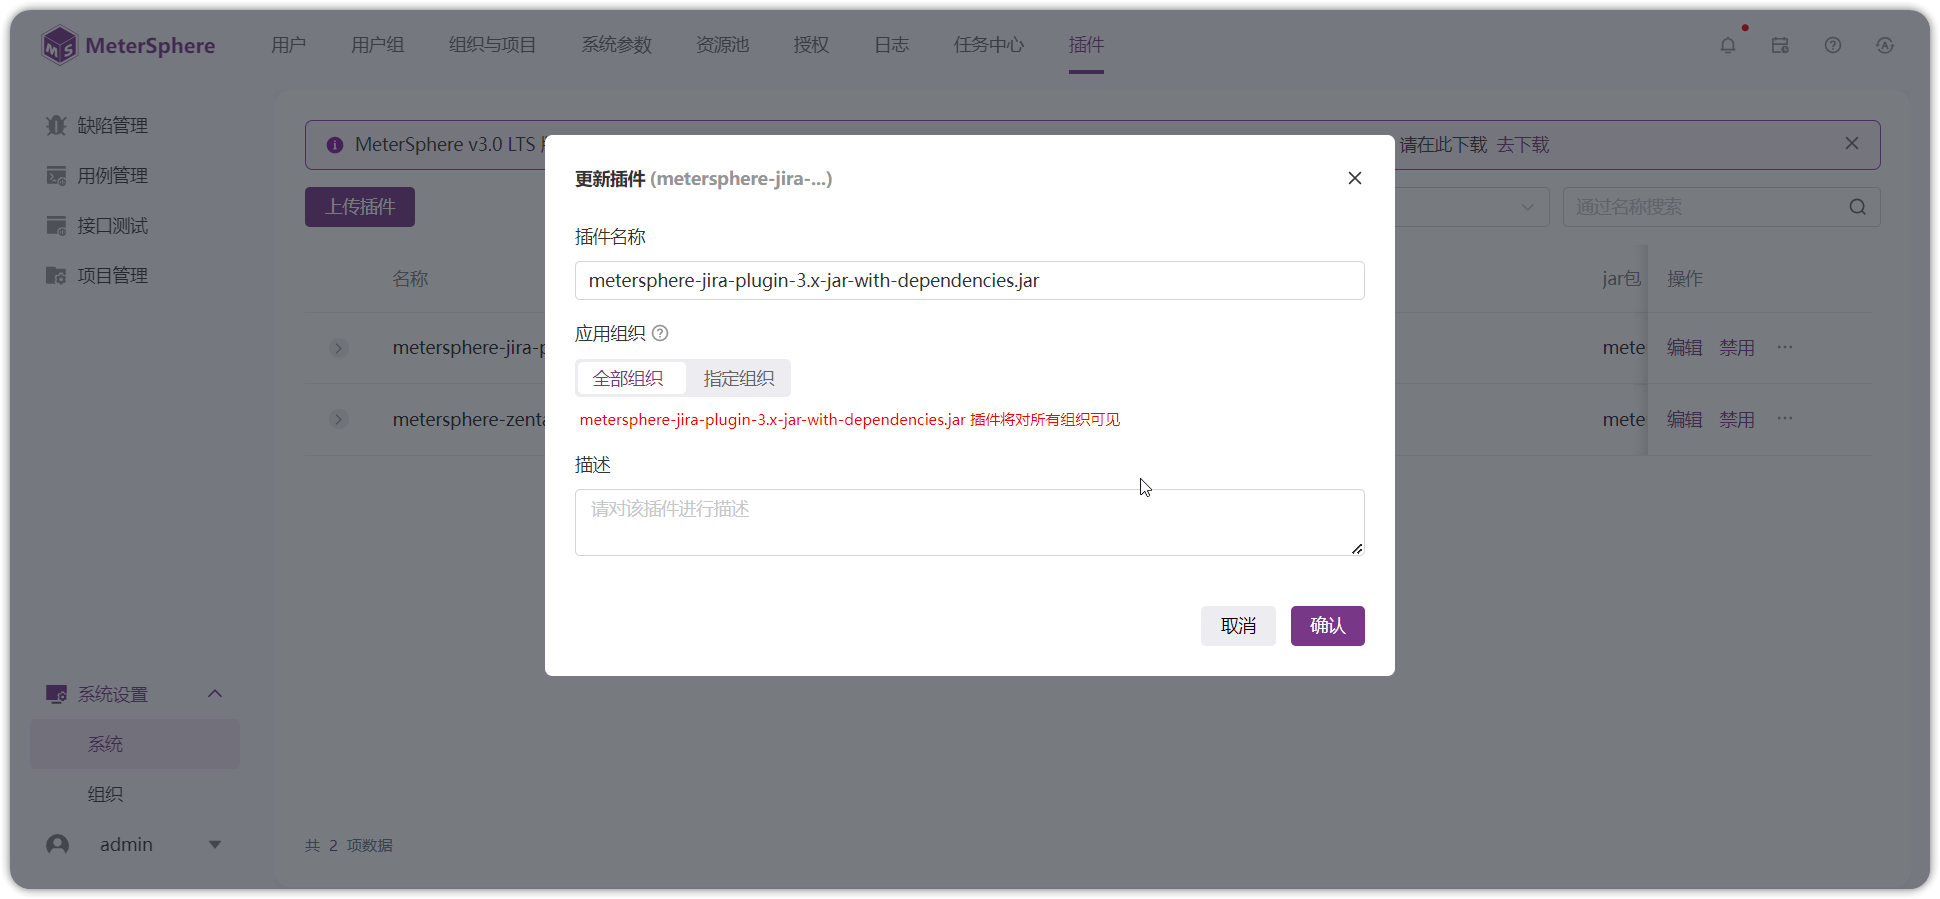 MeterSphere
用户
用户组
组织与项目
系统参数
资源池
授权
日志
任务中心
插件
缺陷管理
用例管理
接口测试
项目管理
MeterSphere v3.0 LTS
请在此下载 去下载
上传插件
通过名称搜索
名称
jar包
操作
metersphere-jira-p
mete
编辑 禁用 ...
metersphere-zenta
mete
编辑 禁用 ...
更新插件 (metersphere-jira-...)
插件名称
metersphere-jira-plugin-3.x-jar-with-dependencies.jar
应用组织
全部组织 指定组织
metersphere-jira-plugin-3.x-jar-with-dependencies.jar 插件将对所有组织可见
描述
请对该插件进行描述
取消 确认
系统设置
系统
组织
admin
共 2 项数据